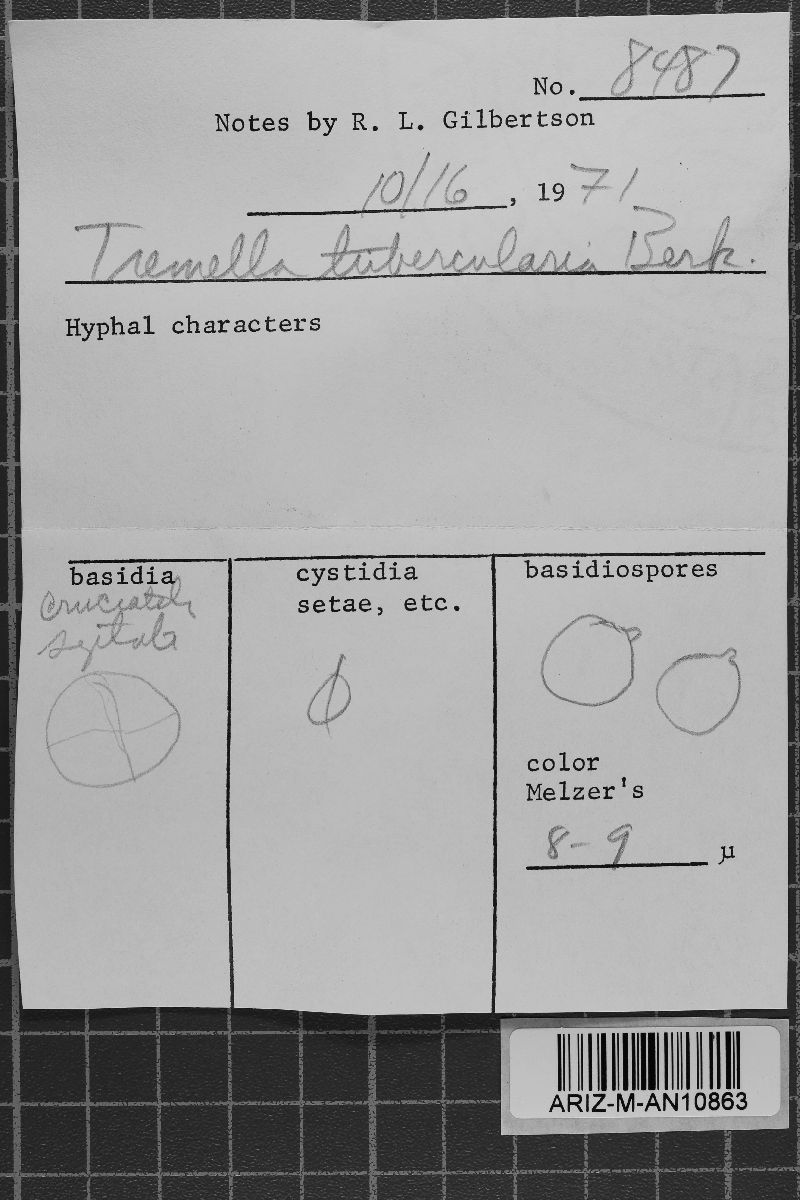 No. 8487
Notes by R. L. Gilbertson
10/16, 1971
Tremella tubercularia Berk.
Hyphal characters
basidia
cruciately
septate
cystidia
setae, etc.
φ
basidiospores
color
Melzer's
8-9 µ
ARIZ-M-AN10863